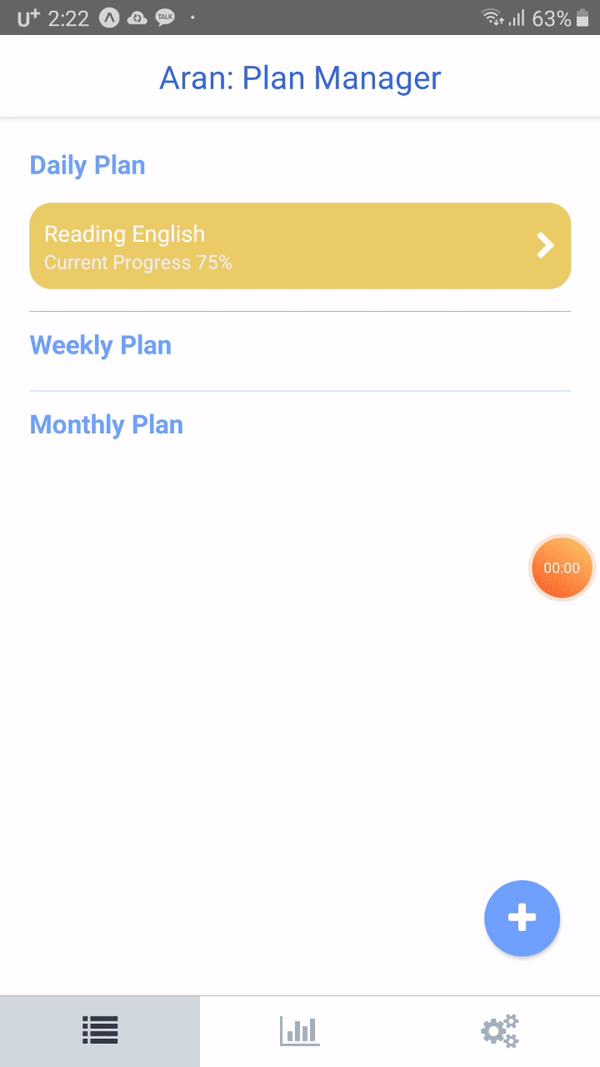 U+ 2:22 TALK 63%
Aran: Plan Manager
Daily Plan
Reading English
Current Progress 75%
Weekly Plan
Monthly Plan
00:00